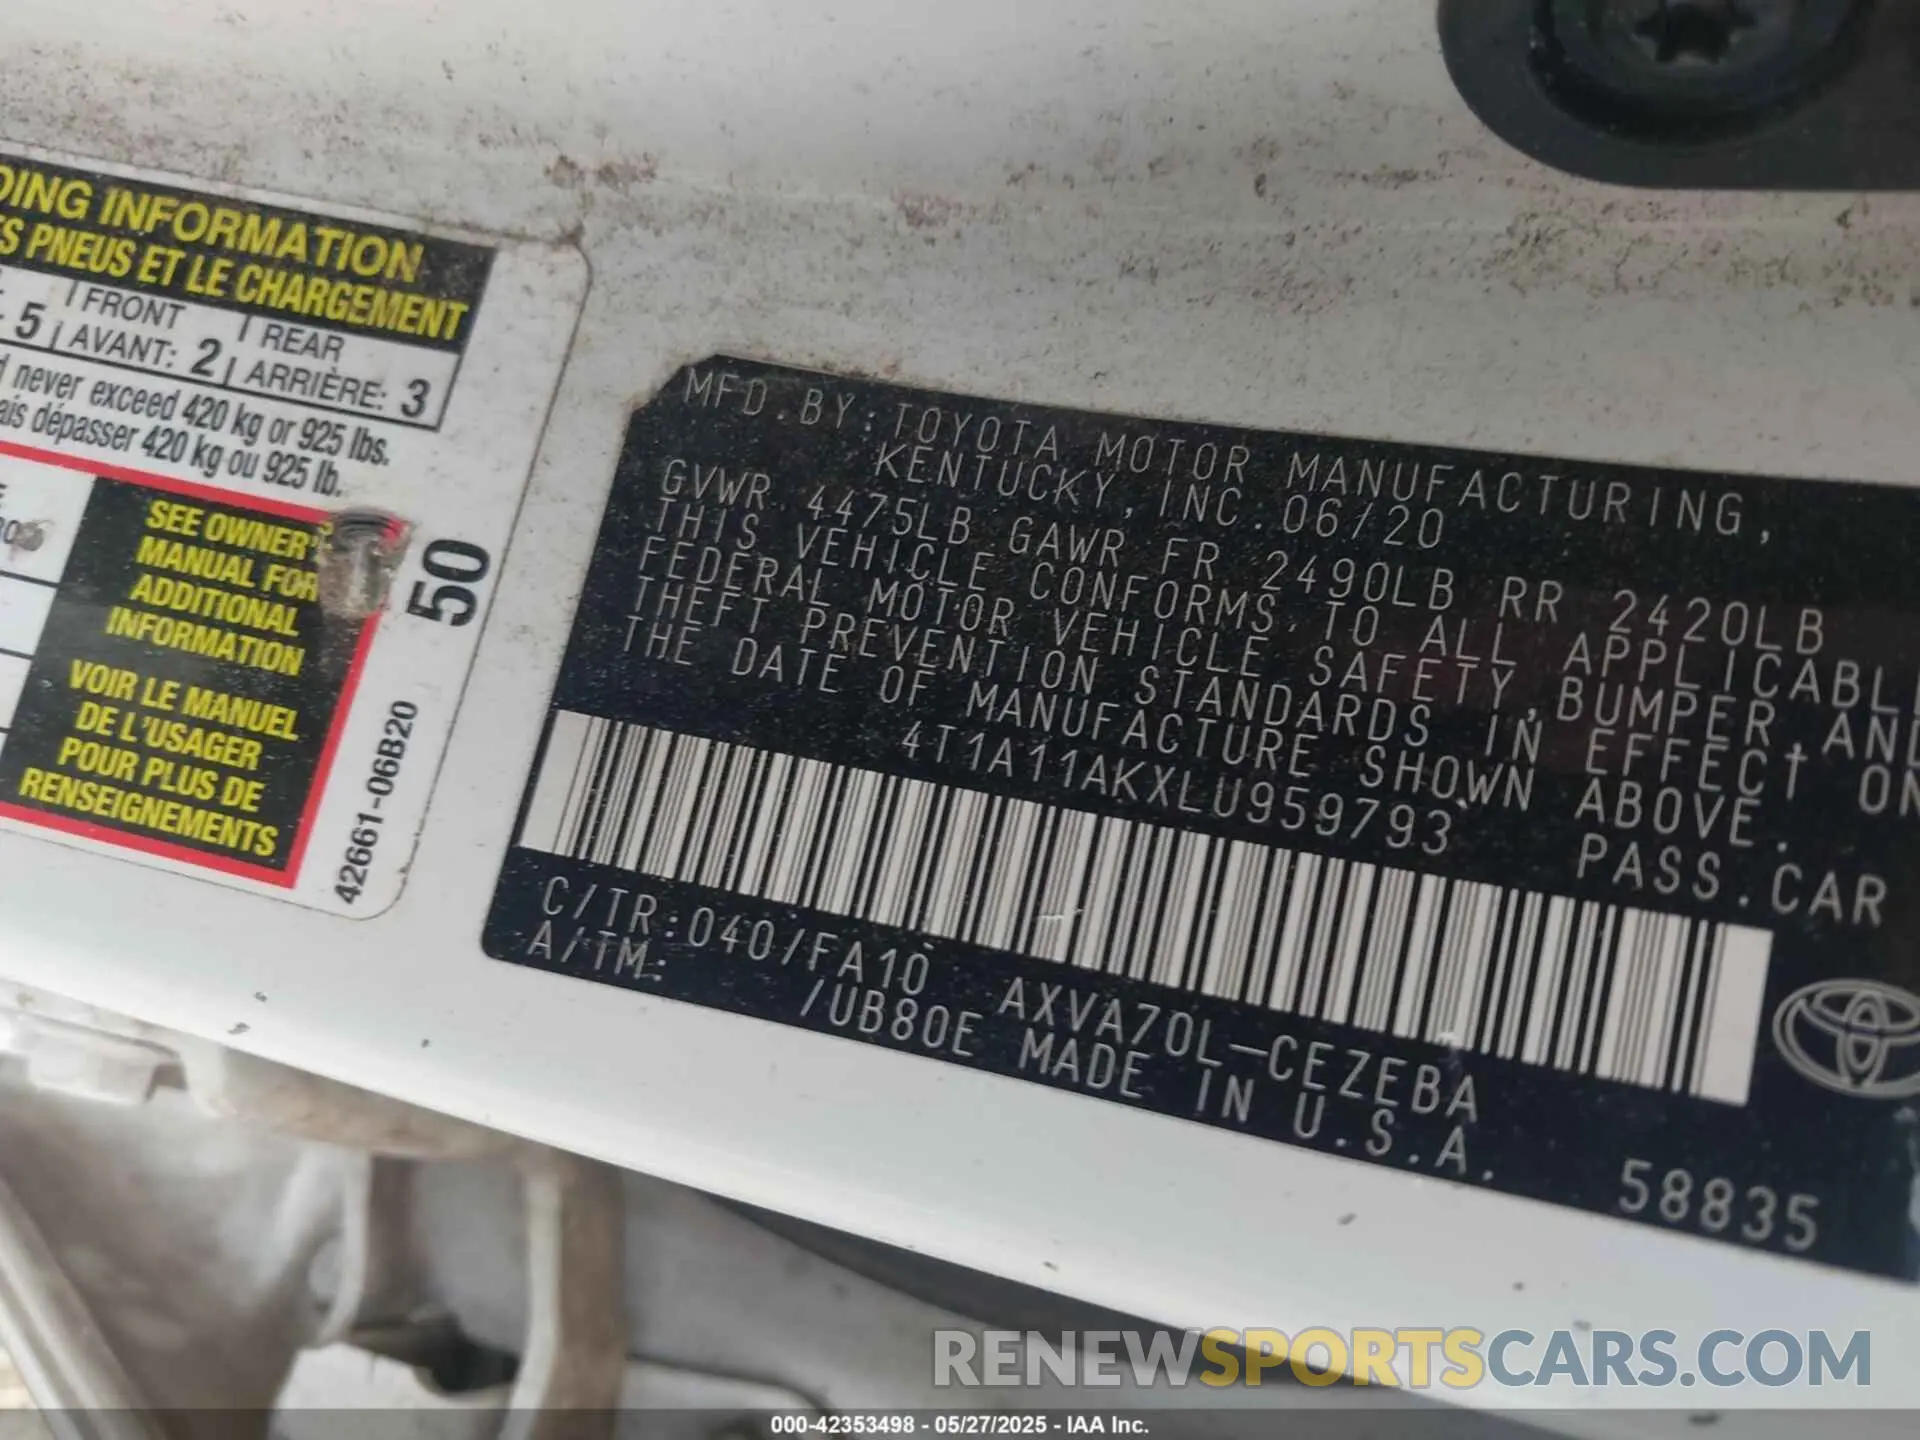 DING INFORMATION
ES PNEUS ET LE CHARGEMENT
5 | FRONT AVANT: 2 | REAR ARRIÈRE: 3
never exceed 420 kg or 925 lbs.
ais dépasser 420 kg ou 925 lb.
SEE OWNER'S
MANUAL FOR
ADDITIONAL
INFORMATION
VOIR LE MANUEL
DE L'USAGER
POUR PLUS DE
RENSEIGNEMENTS
50
42661-06B20
MFD.BY:TOYOTA MOTOR MANUFACTURING,
KENTUCKY,INC.06/20
GVWR 4475LB GAWR FR 2490LB RR 2420LB
THIS VEHICLE CONFORMS TO ALL APPLICABLE
FEDERAL MOTOR VEHICLE SAFETY,BUMPER AND
THEFT PREVENTION STANDARDS IN EFFECT ON
THE DATE OF MANUFACTURE SHOWN ABOVE.
4T1A11AKXLU959793 PASS.CAR
C/TR:040/FA10 AXVA70L-CEZEBA
A/TM: /UB80E MADE IN U.S.A.
58835
RENEWSPORTSCARS.COM
000-42353498 - 05/27/2025 - IAA Inc.